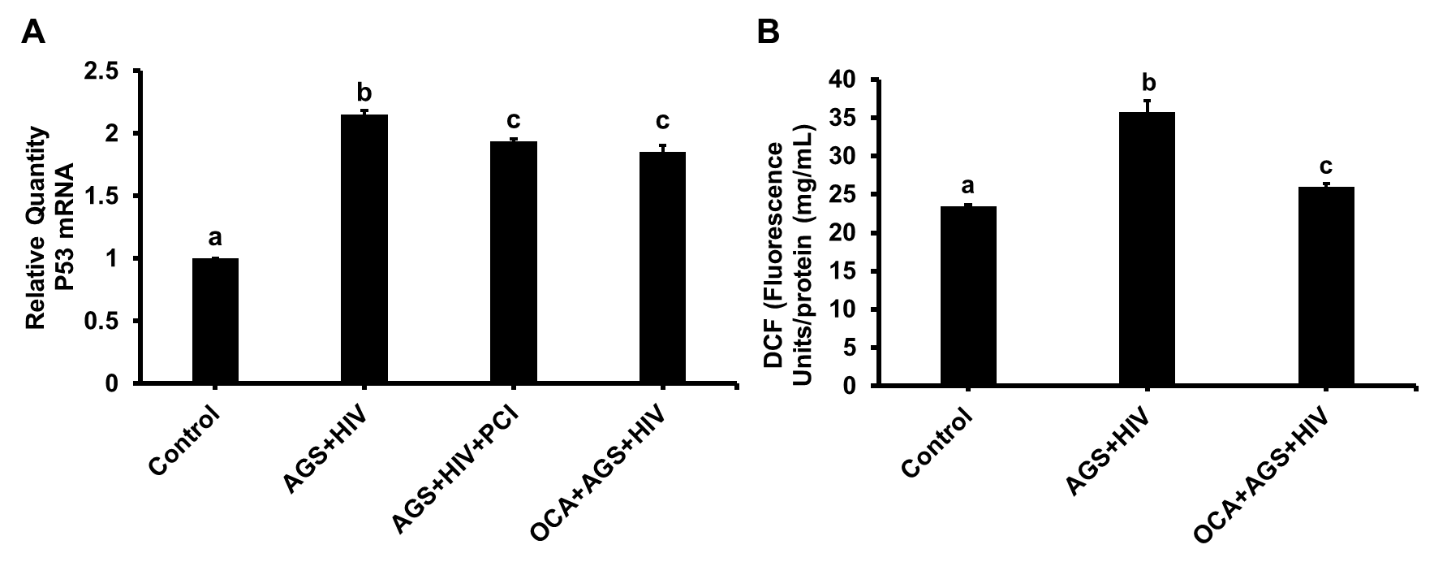 A
Relative Quantity
P53 mRNA
2.5
2
1.5
1
0.5
0
a
b
c
c
Control
AGS+HIV
AGS+HIV+PCI
OCA+AGS+HIV
B
DCF (Fluorescence
Units/protein (mg/mL)
40
35
30
25
20
15
10
5
0
a
b
c
Control
AGS+HIV
OCA+AGS+HIV